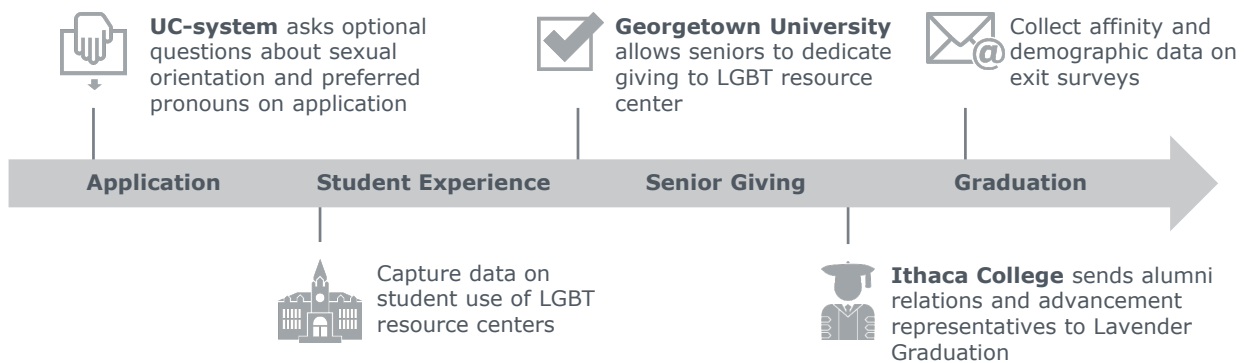 UC-system asks optional
questions about sexual
orientation and preferred
pronouns on application
Georgetown University
allows seniors to dedicate
giving to LGBT resource
center
@
Collect affinity and
demographic data on
exit surveys
Application
Student Experience
Senior Giving
Graduation
Capture data on
student use of LGBT
resource centers
Ithaca College sends alumni
relations and advancement
representatives to Lavender
Graduation